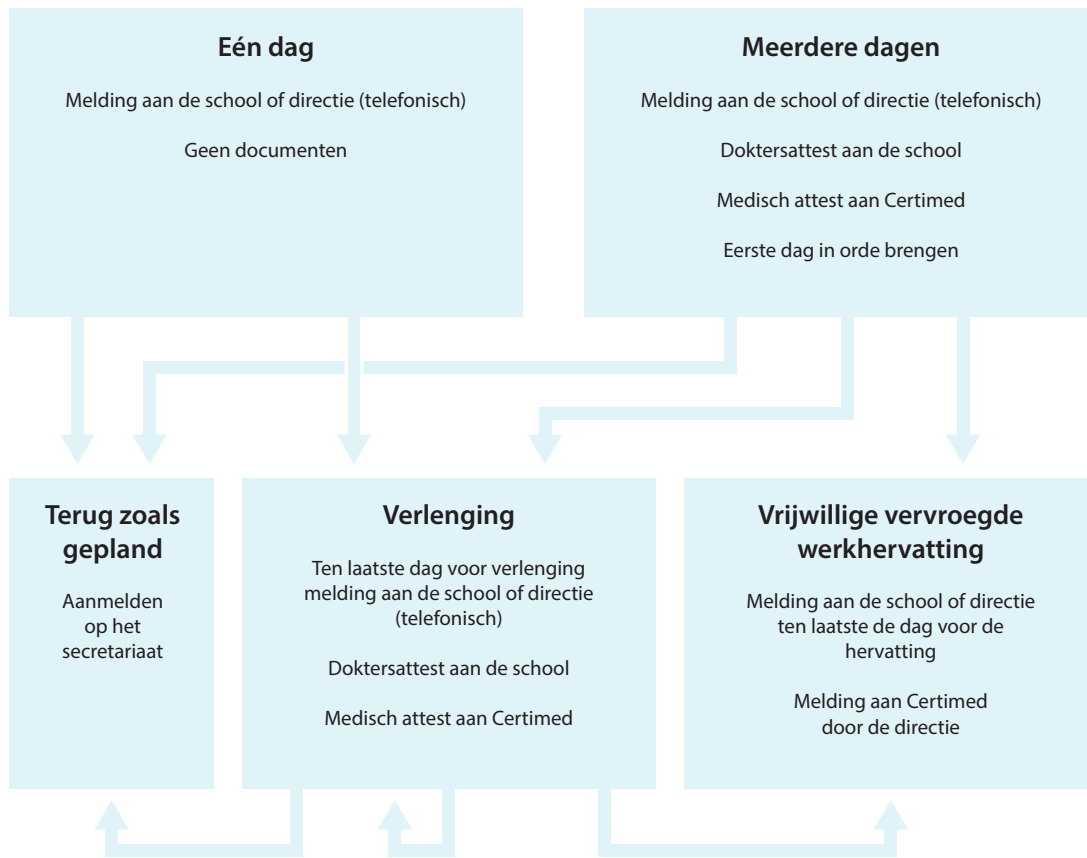 Eén dag
Melding aan de school of directie (telefonisch)
Geen documenten
Meerdere dagen
Melding aan de school of directie (telefonisch)
Doktersattest aan de school
Medisch attest aan Certimed
Eerste dag in orde brengen
Terug zoals
gepland
Aanmelden
op het
secretariaat
Verlenging
Ten laatste dag voor verlenging
melding aan de school of directie
(telefonisch)
Doktersattest aan de school
Medisch attest aan Certimed
Vrijwillige vervroegde
werkhervatting
Melding aan de school of directie
ten laatste de dag voor de
hervatting
Melding aan Certimed
door de directie